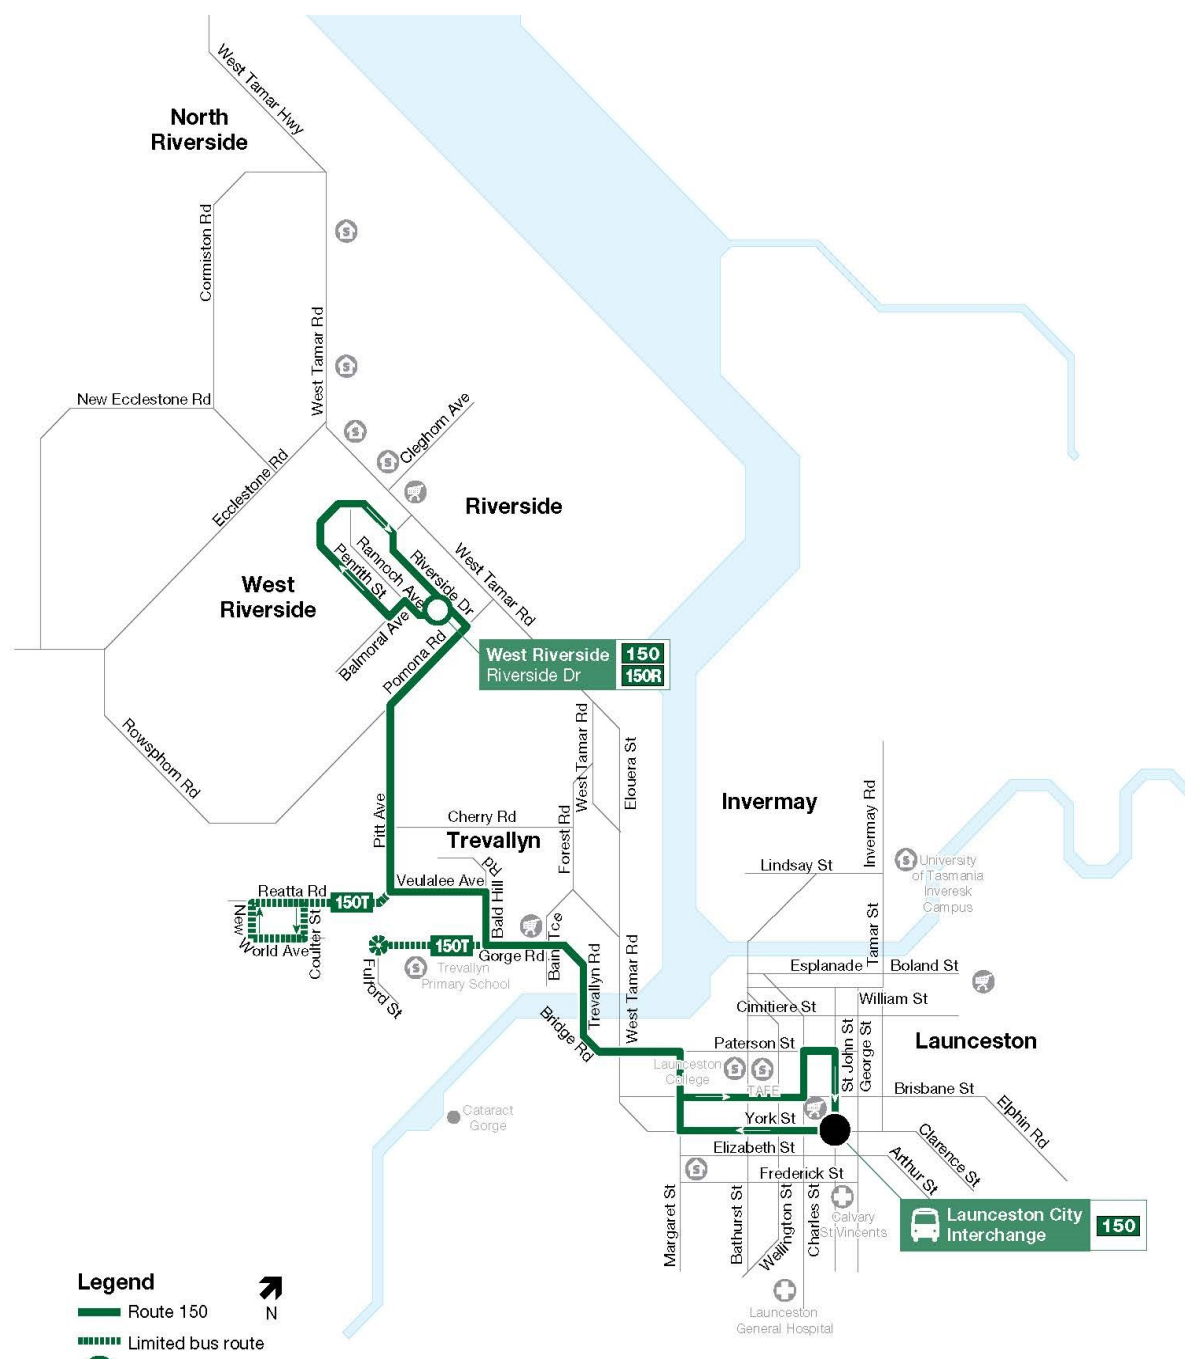 West Tamar Hwy
North
Riverside
Cormiston Rd
West Tamar Rd
New Ecclestone Rd
Cleghorn Ave
Ecclestone Rd
Riverside
West Tamar Rd
Rannoch Ave
Riverside Dr
Penrith St
West
Riverside
Balmoral Ave
Pomona Rd
West Riverside
Riverside Dr
150
150R
Rowsphorn Rd
West Tamar Rd
Elouera St
Pitt Ave
Cherry Rd
Forest Rd
Trevallyn
Invermay
Invermay Rd
Lindsay St
University
of Tasmania
Inveresk
Campus
Veulalee Ave
Bald Hill Rd
Reatta Rd
150T
New World Ave
Coulter St
150T
Gorge Rd
Bain Tce
Trevallyn
Primary School
Fulford St
Trevallyn Rd
West Tamar Rd
Bridge Rd
Tamar St
Esplanade
Boland St
William St
Cimitiere St
St John St
George St
Launceston
Paterson St
Launceston
College
TAFE
Brisbane St
York St
Elphin Rd
Clarence St
Arthur St
Elizabeth St
Frederick St
Cataract
Gorge
Margaret St
Bathurst St
Wellington St
Charles St
Calvary
St Vincents
Launceston City
Interchange
150
Launceston
General Hospital
Legend
N
Route 150
Limited bus route